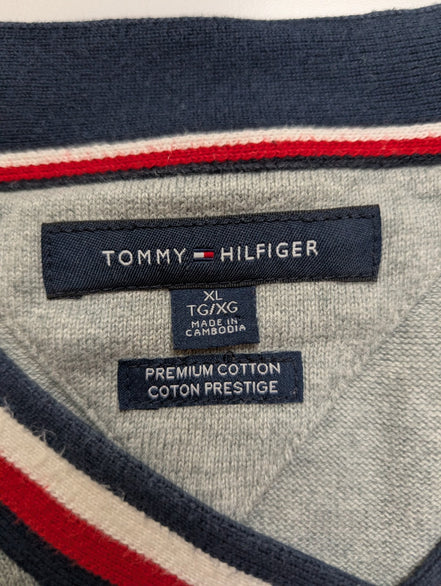 TOMMY HILFIGER
XL
TG/XG
MADE IN
CAMBODIA
PREMIUM COTTON
COTON PRESTIGE